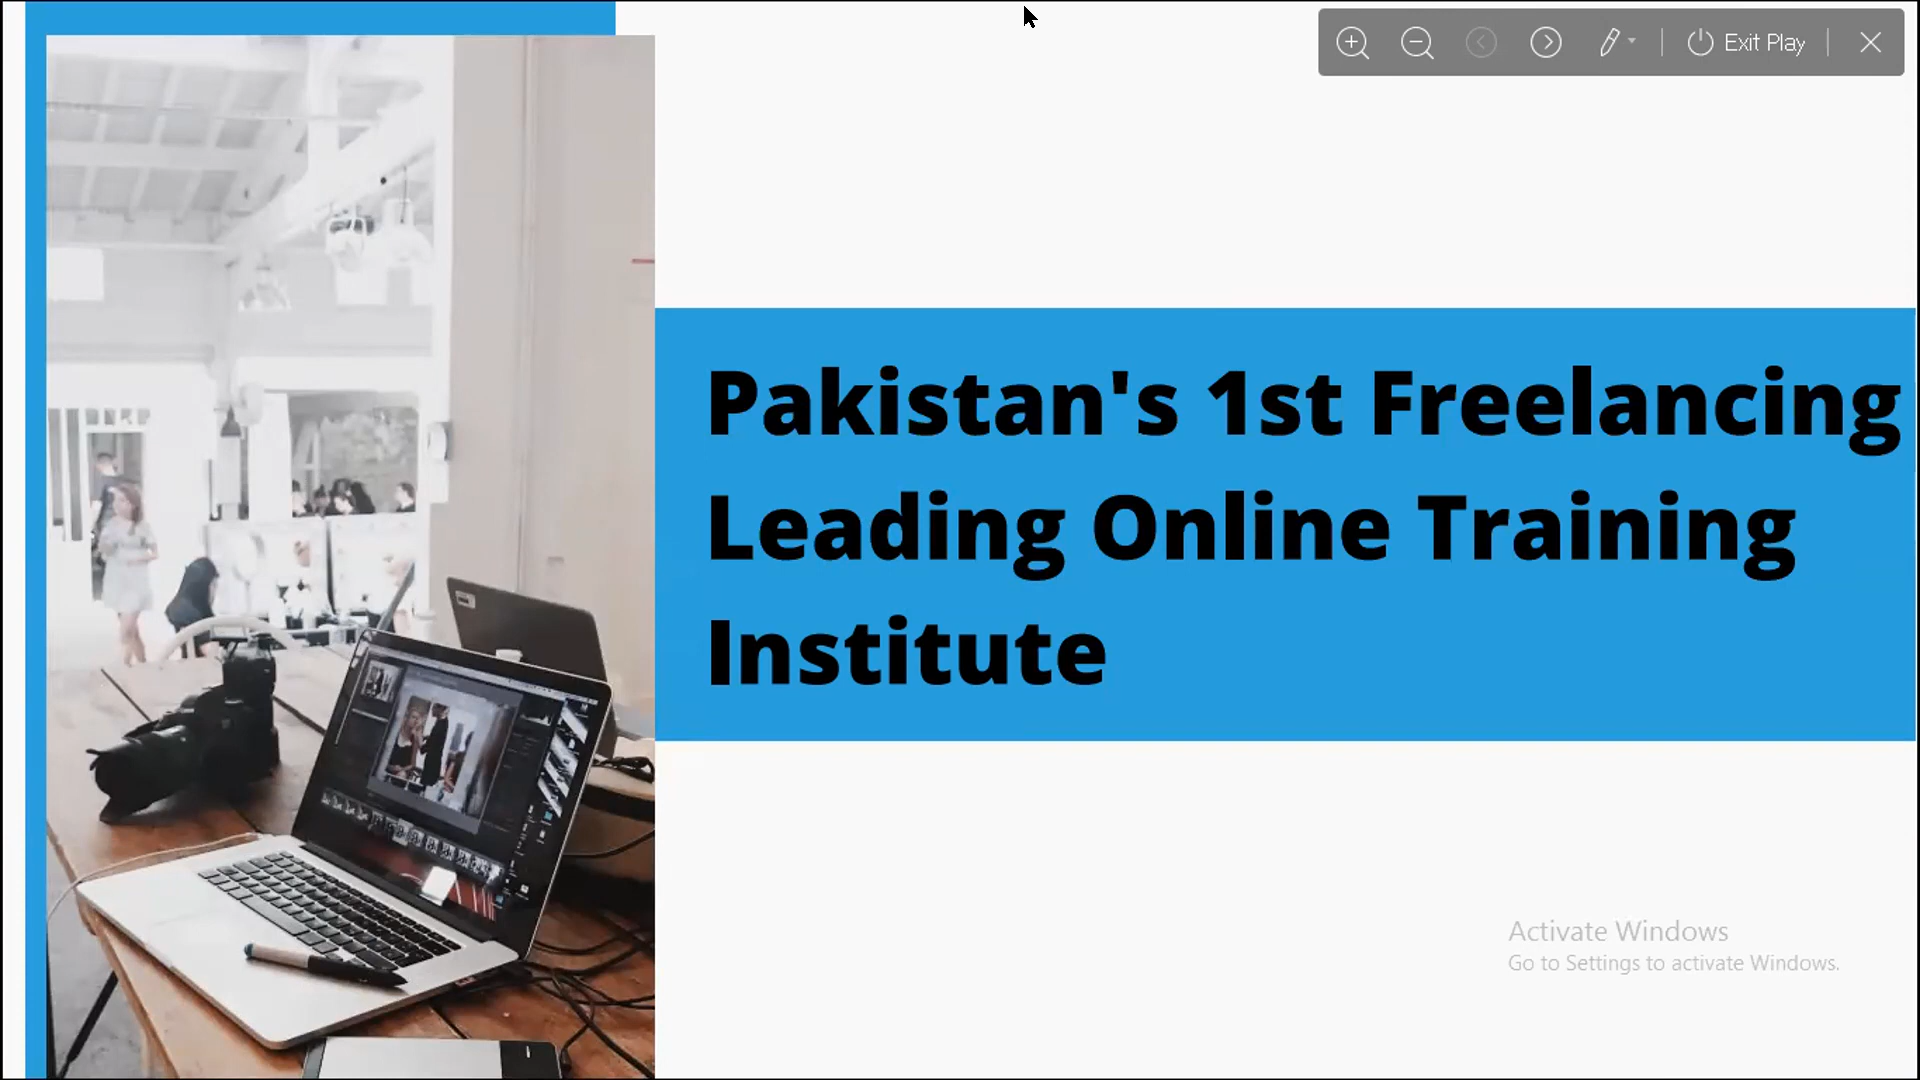 Exit Play
Pakistan's 1st Freelancing
Leading Online Training
Institute
Activate Windows
Go to Settings to activate Windows.